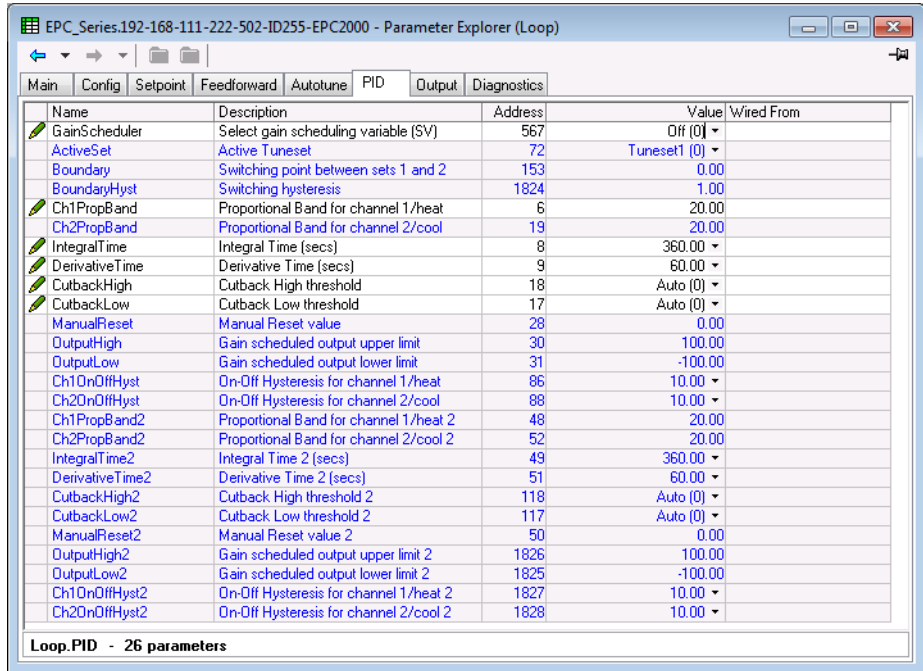 EPC_Series.192-168-111-222-502-ID255-EPC2000 - Parameter Explorer (Loop)
Main Config Setpoint Feedforward Autotune PID Output Diagnostics
Name Description Address Value Wired From
GainScheduler Select gain scheduling variable (SV) 567 Off (0)
ActiveSet Active Tuneset 72 Tuneset1 (0)
Boundary Switching point between sets 1 and 2 153 0.00
BoundaryHyst Switching hysteresis 1824 1.00
Ch1PropBand Proportional Band for channel 1/heat 6 20.00
Ch2PropBand Proportional Band for channel 2/cool 19 20.00
IntegralTime Integral Time (secs) 8 360.00
DerivativeTime Derivative Time (secs) 9 60.00
CutbackHigh Cutback High threshold 18 Auto (0)
CutbackLow Cutback Low threshold 17 Auto (0)
ManualReset Manual Reset value 28 0.00
OutputHigh Gain scheduled output upper limit 30 100.00
OutputLow Gain scheduled output lower limit 31 -100.00
Ch1OnOffHyst On-Off Hysteresis for channel 1/heat 86 10.00
Ch2OnOffHyst On-Off Hysteresis for channel 2/cool 88 10.00
Ch1PropBand2 Proportional Band for channel 1/heat 2 48 20.00
Ch2PropBand2 Proportional Band for channel 2/cool 2 52 20.00
IntegralTime2 Integral Time 2 (secs) 49 360.00
DerivativeTime2 Derivative Time 2 (secs) 51 60.00
CutbackHigh2 Cutback High threshold 2 118 Auto (0)
CutbackLow2 Cutback Low threshold 2 117 Auto (0)
ManualReset2 Manual Reset value 2 50 0.00
OutputHigh2 Gain scheduled output upper limit 2 1826 100.00
OutputLow2 Gain scheduled output lower limit 2 1825 -100.00
Ch1OnOffHyst2 On-Off Hysteresis for channel 1/heat 2 1827 10.00
Ch2OnOffHyst2 On-Off Hysteresis for channel 2/cool 2 1828 10.00
Loop.PID - 26 parameters